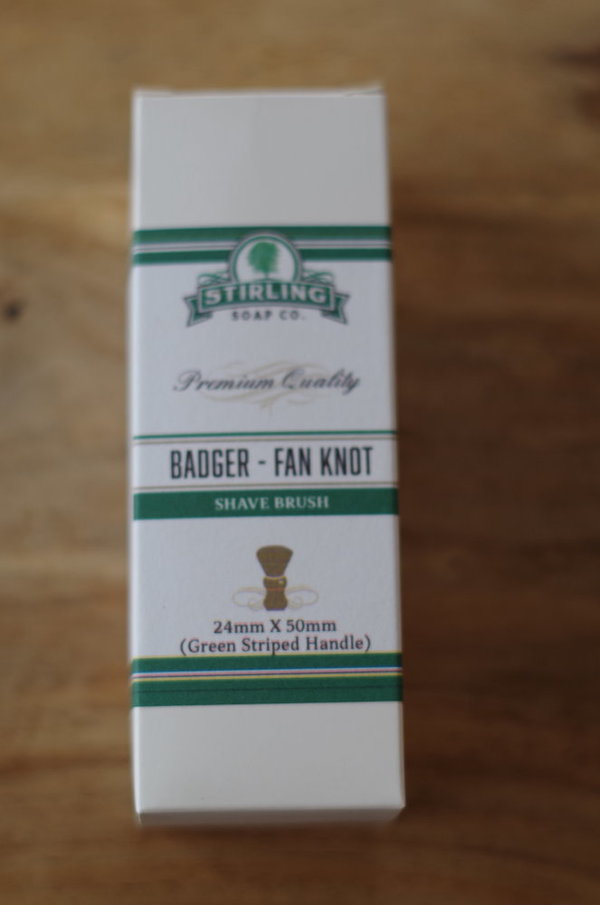 STIRLING
SOAP CO.
Premium Quality
BADGER - FAN KNOT
SHAVE BRUSH
24mm X 50mm
(Green Striped Handle)